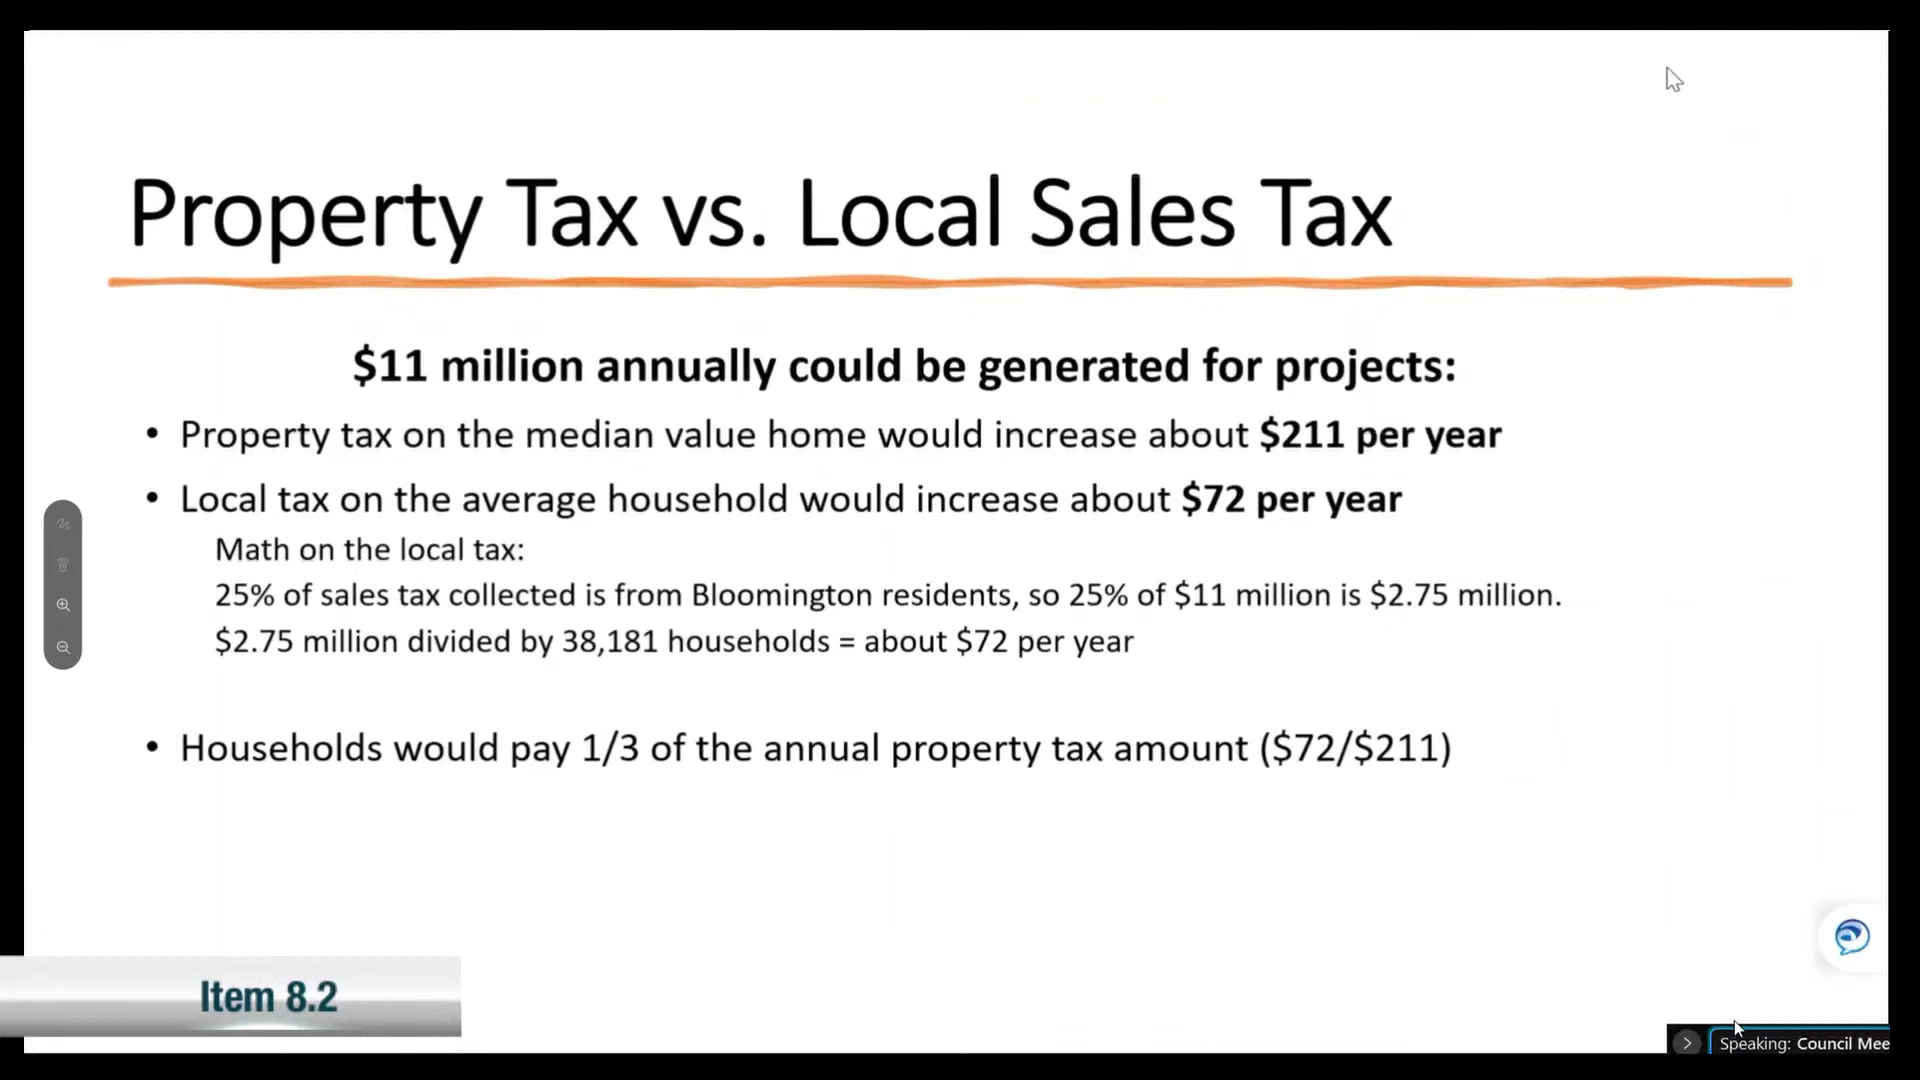 Property Tax vs. Local Sales Tax
$11 million annually could be generated for projects:
• Property tax on the median value home would increase about $211 per year
• Local tax on the average household would increase about $72 per year
Math on the local tax:
25% of sales tax collected is from Bloomington residents, so 25% of $11 million is $2.75 million.
$2.75 million divided by 38,181 households = about $72 per year
• Households would pay 1/3 of the annual property tax amount ($72/$211)
Item 8.2
Speaking: Council Mee